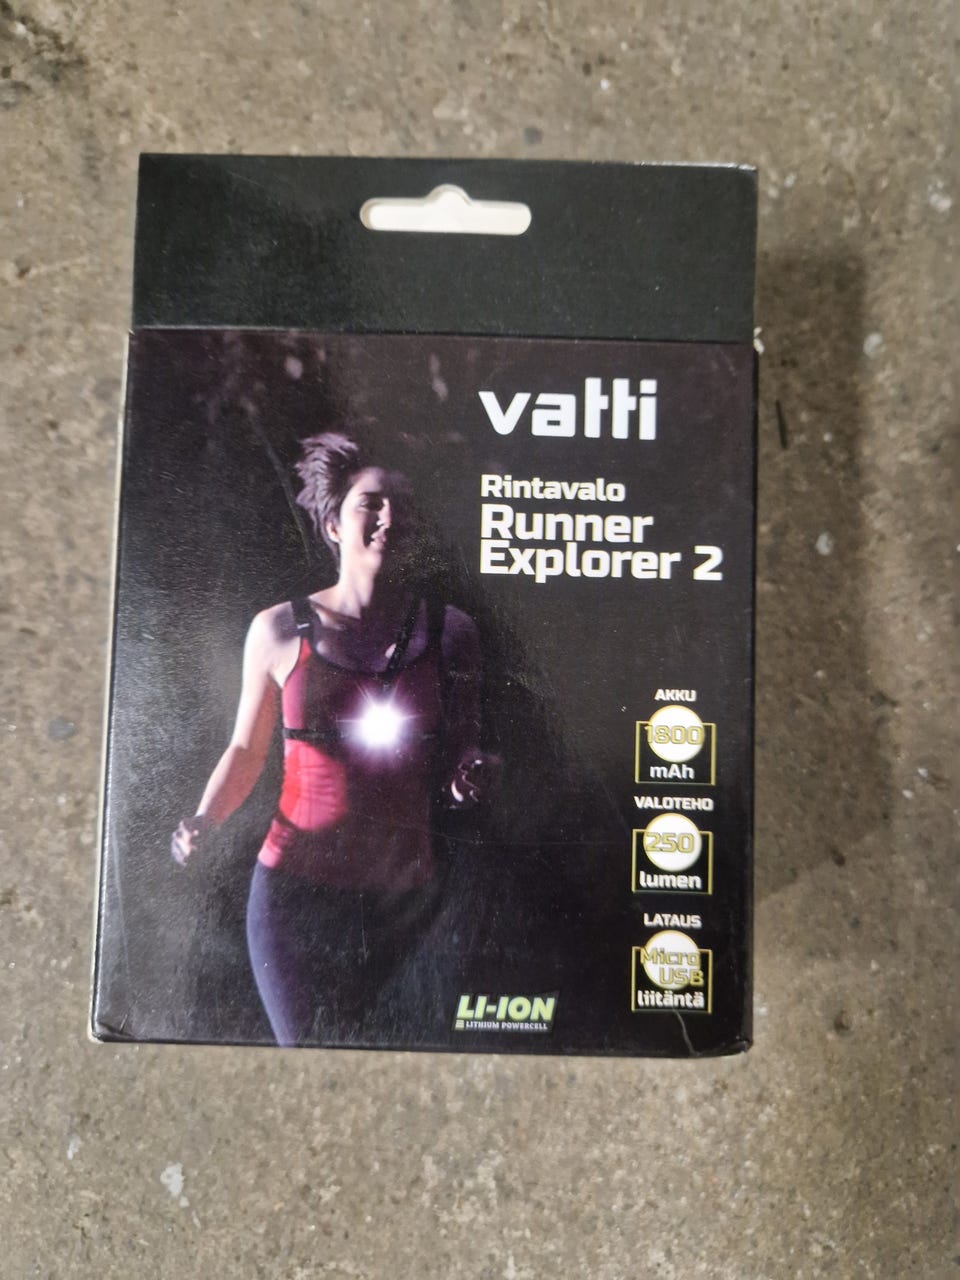 vatti
Rintavalo
Runner
Explorer 2
AKKU
1800
mAh
VALOTEHO
250
lumen
LATAUS
Micro
USB
liitäntä
LI-ION
LITHIUM POWERCELL